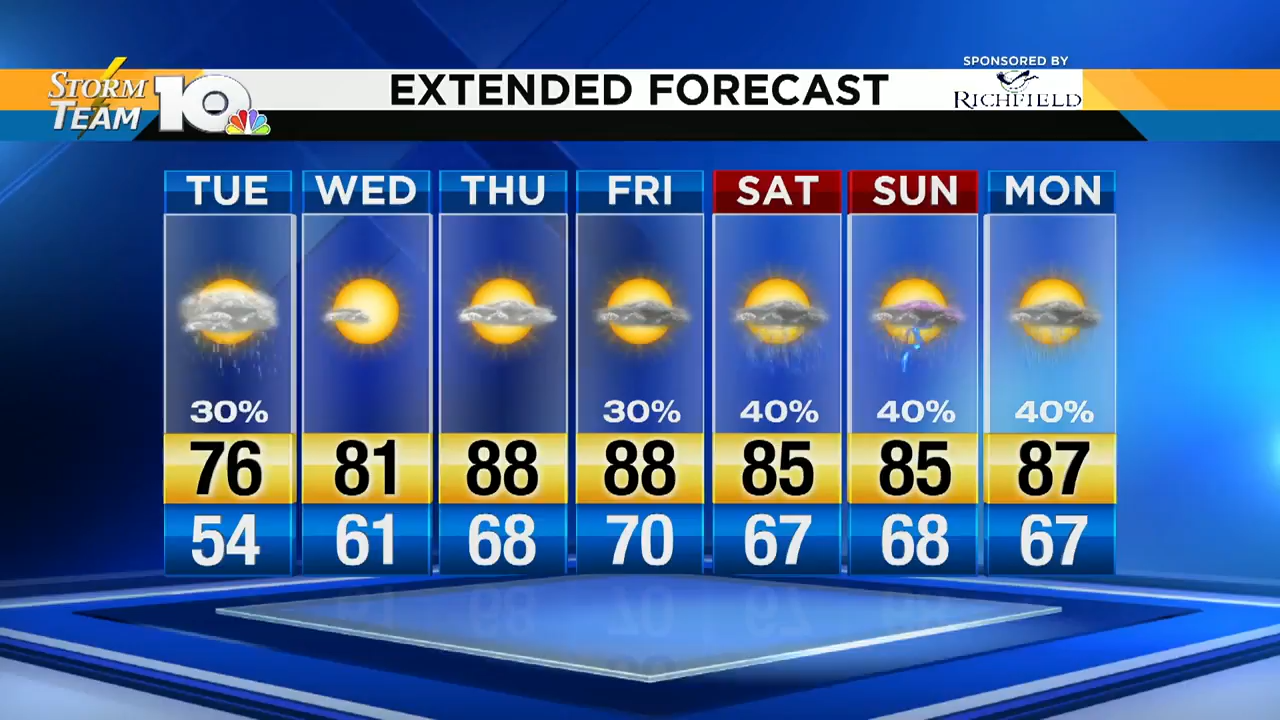 SPONSORED BY
STORM TEAM 10
EXTENDED FORECAST
RICHFIELD
TUE WED THU FRI SAT SUN MON
30% 30% 40% 40% 40%
76 81 88 88 85 85 87
54 61 68 70 67 68 67